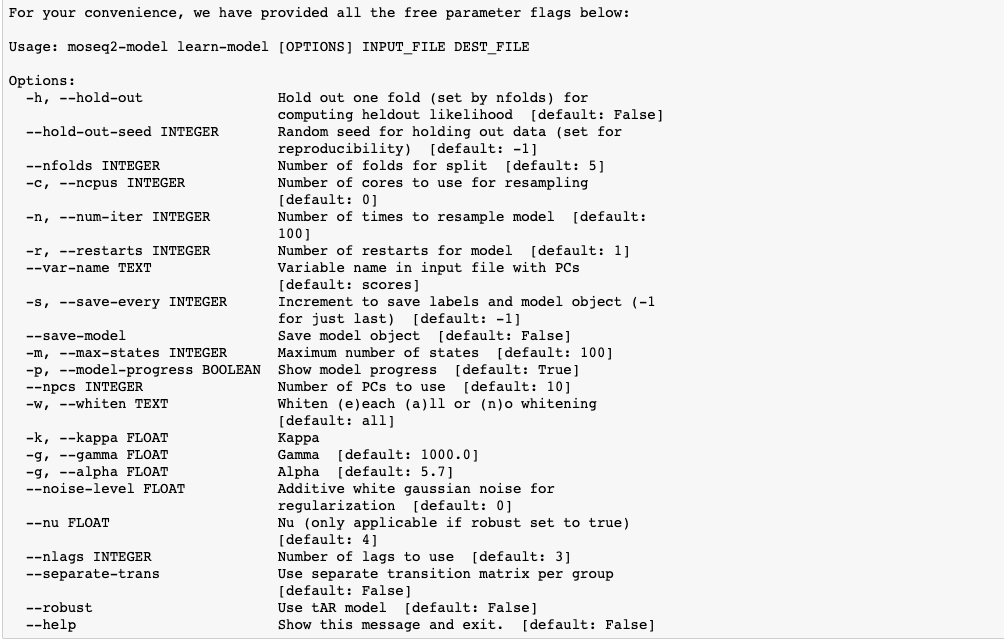 For your convenience, we have provided all the free parameter flags below:
Usage: moseq2-model learn-model [OPTIONS] INPUT_FILE DEST_FILE
Options:
-h, --hold-out Hold out one fold (set by nfolds) for
computing heldout likelihood [default: False]
--hold-out-seed INTEGER Random seed for holding out data (set for
reproducibility) [default: -1]
--nfolds INTEGER Number of folds for split [default: 5]
-c, --ncpus INTEGER Number of cores to use for resampling
[default: 0]
-n, --num-iter INTEGER Number of times to resample model [default:
100]
-r, --restarts INTEGER Number of restarts for model [default: 1]
--var-name TEXT Variable name in input file with PCs
[default: scores]
-s, --save-every INTEGER Increment to save labels and model object (-1
for just last) [default: -1]
--save-model Save model object [default: False]
-m, --max-states INTEGER Maximum number of states [default: 100]
-p, --model-progress BOOLEAN Show model progress [default: True]
--npcs INTEGER Number of PCs to use [default: 10]
-w, --whiten TEXT Whiten (e)each (a)ll or (n)o whitening
[default: all]
-k, --kappa FLOAT Kappa
-g, --gamma FLOAT Gamma [default: 1000.0]
-g, --alpha FLOAT Alpha [default: 5.7]
--noise-level FLOAT Additive white gaussian noise for
regularization [default: 0]
--nu FLOAT Nu (only applicable if robust set to true)
[default: 4]
--nlags INTEGER Number of lags to use [default: 3]
--separate-trans Use separate transition matrix per group
[default: False]
--robust Use tAR model [default: False]
--help Show this message and exit. [default: False]